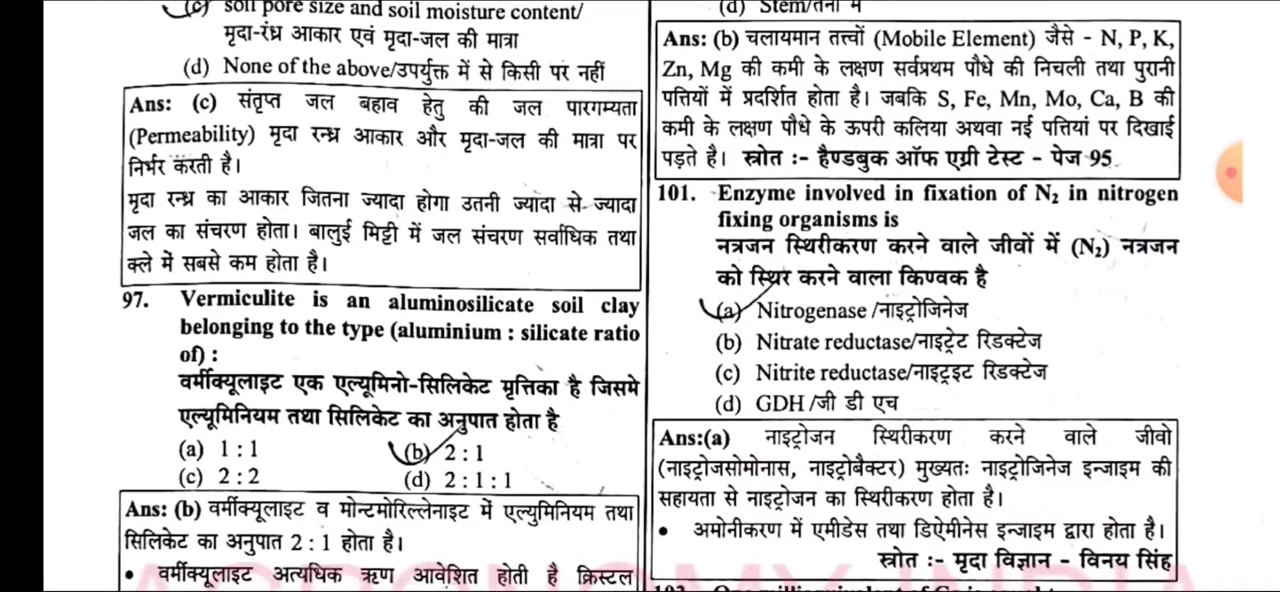 (c) soil pore size and soil moisture content/
मृदा-रंध्र आकार एवं मृदा-जल की मात्रा
(d) None of the above/उपर्युक्त में से किसी पर नहीं
Ans: (c) संतृप्त जल बहाव हेतु की जल पारगम्यता
(Permeability) मृदा रन्ध्र आकार और मृदा-जल की मात्रा पर
निर्भर करती है।
मृदा रन्ध्र का आकार जितना ज्यादा होगा उतनी ज्यादा से ज्यादा
जल का संचरण होता। बालुई मिट्टी में जल संचरण सर्वाधिक तथा
क्ले में सबसे कम होता है।
97. Vermiculite is an aluminosilicate soil clay
belonging to the type (aluminium : silicate ratio
of) :
वर्मीक्यूलाइट एक एल्यूमिनो-सिलिकेट मृत्तिका है जिसमे
एल्यूमिनियम तथा सिलिकेट का अनुपात होता है
(a) 1 : 1 (b) 2 : 1
(c) 2 : 2 (d) 2 : 1 : 1
Ans: (b) वर्मीक्यूलाइट व मोन्टमोरिल्लेनाइट में एल्युमिनियम तथा
सिलिकेट का अनुपात 2 : 1 होता है।
• वर्मीक्यूलाइट अत्यधिक ऋण आवेशित होती है क्रिस्टल
(d) Stem/तना में
Ans: (b) चलायमान तत्त्वों (Mobile Element) जैसे - N, P, K,
Zn, Mg की कमी के लक्षण सर्वप्रथम पौधे की निचली तथा पुरानी
पत्तियों में प्रदर्शित होता है। जबकि S, Fe, Mn, Mo, Ca, B की
कमी के लक्षण पौधे के ऊपरी कलिया अथवा नई पत्तियां पर दिखाई
पड़ते है। स्त्रोत :- हैण्डबुक ऑफ एग्री टेस्ट - पेज 95
101. Enzyme involved in fixation of N₂ in nitrogen
fixing organisms is
नत्रजन स्थिरीकरण करने वाले जीवों में (N₂) नत्रजन
को स्थिर करने वाला किण्वक है
(a) Nitrogenase /नाइट्रोजिनेज
(b) Nitrate reductase/नाइट्रेट रिडक्टेज
(c) Nitrite reductase/नाइट्रइट रिडक्टेज
(d) GDH /जी डी एच
Ans:(a) नाइट्रोजन स्थिरीकरण करने वाले जीवो
(नाइट्रोजसोमोनास, नाइट्रोबैक्टर) मुख्यतः नाइट्रोजिनेज इन्जाइम की
सहायता से नाइट्रोजन का स्थिरीकरण होता है।
• अमोनीकरण में एमीडेस तथा डिऐमीनेस इन्जाइम द्वारा होता है।
स्त्रोत :- मृदा विज्ञान - विनय सिंह